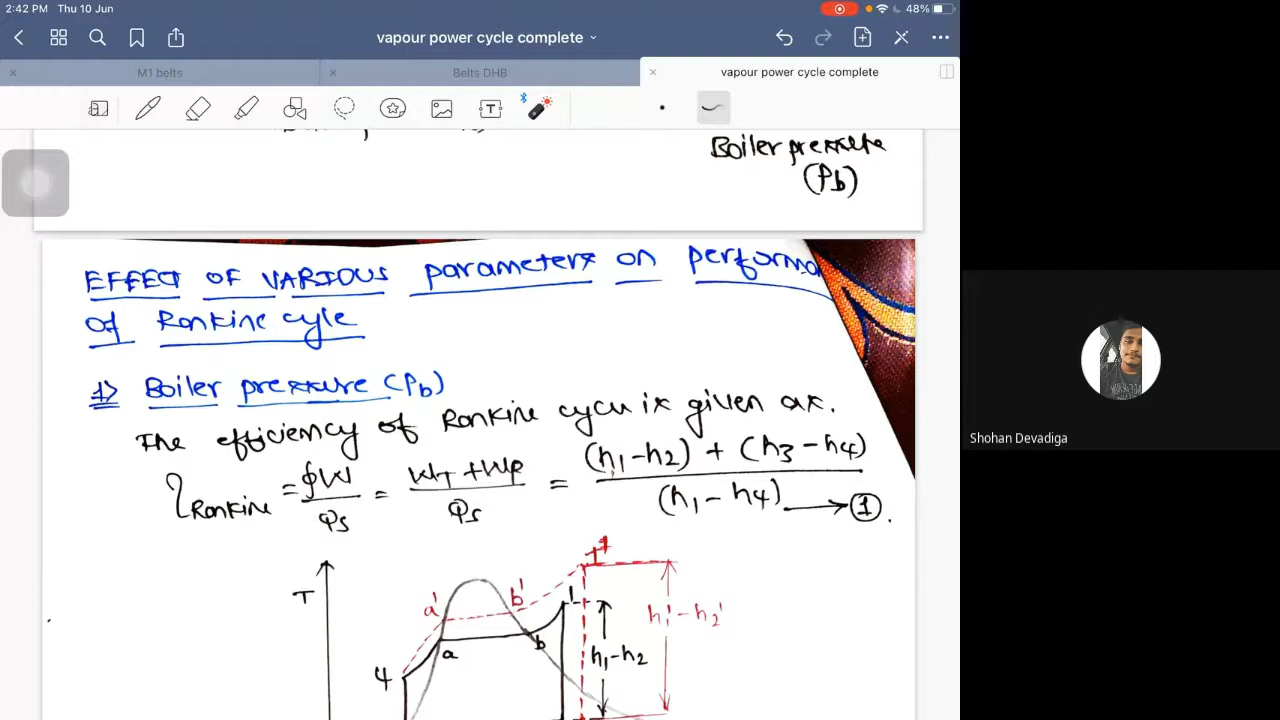 2:42 PM Thu 10 Jun
48%
vapour power cycle complete
M1 belts
Belts DHB
vapour power cycle complete
T
Boiler pressure
(Pb)
EFFECT OF VARIOUS parameters on performa
of Rankine cyle
1> Boiler pressure (Pb)
The efficiency of Rankine cycle is given as.
ηRankine = ∮W/Qs = WT + WP/Qs = (h1-h2) + (h3-h4)/(h1-h4) → ①.
T
a' b' 1'
4 a b 1
h1-h2
h1'-h2'
Shohan Devadiga